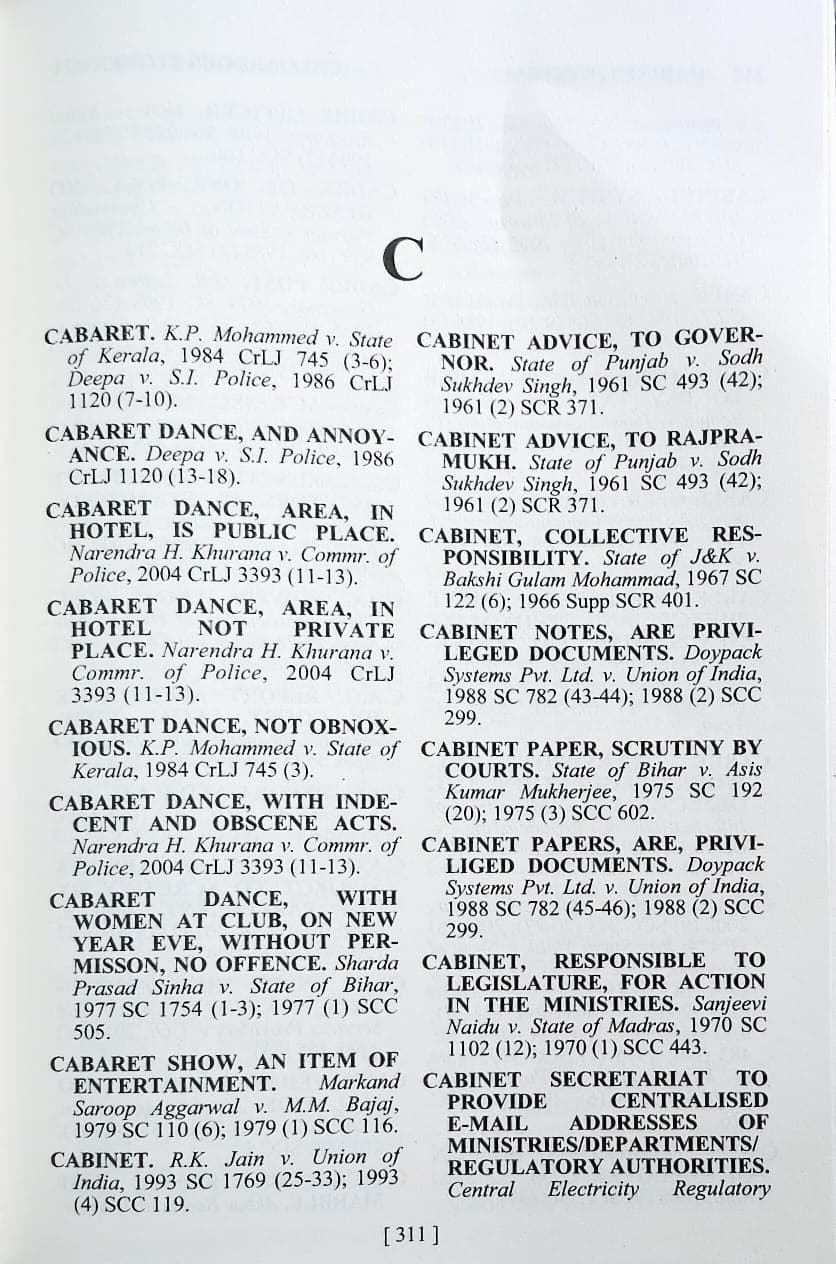 C
CABARET. K.P. Mohammed v. State
of Kerala, 1984 CrLJ 745 (3-6);
Deepa v. S.I. Police, 1986 CrLJ
1120 (7-10).
CABARET DANCE, AND ANNOY-
ANCE. Deepa v. S.I. Police, 1986
CrLJ 1120 (13-18).
CABARET DANCE, AREA, IN
HOTEL, IS PUBLIC PLACE.
Narendra H. Khurana v. Commr. of
Police, 2004 CrLJ 3393 (11-13).
CABARET DANCE, AREA, IN
HOTEL NOT PRIVATE
PLACE. Narendra H. Khurana v.
Commr. of Police, 2004 CrLJ
3393 (11-13).
CABARET DANCE, NOT OBNOX-
IOUS. K.P. Mohammed v. State of
Kerala, 1984 CrLJ 745 (3).
CABARET DANCE, WITH INDE-
CENT AND OBSCENE ACTS.
Narendra H. Khurana v. Commr. of
Police, 2004 CrLJ 3393 (11-13).
CABARET DANCE, WITH
WOMEN AT CLUB, ON NEW
YEAR EVE, WITHOUT PER-
MISSON, NO OFFENCE. Sharda
Prasad Sinha v. State of Bihar,
1977 SC 1754 (1-3); 1977 (1) SCC
505.
CABARET SHOW, AN ITEM OF
ENTERTAINMENT. Markand
Saroop Aggarwal v. M.M. Bajaj,
1979 SC 110 (6); 1979 (1) SCC 116.
CABINET. R.K. Jain v. Union of
India, 1993 SC 1769 (25-33); 1993
(4) SCC 119.
CABINET ADVICE, TO GOVER-
NOR. State of Punjab v. Sodh
Sukhdev Singh, 1961 SC 493 (42);
1961 (2) SCR 371.
CABINET ADVICE, TO RAJPRA-
MUKH. State of Punjab v. Sodh
Sukhdev Singh, 1961 SC 493 (42);
1961 (2) SCR 371.
CABINET, COLLECTIVE RES-
PONSIBILITY. State of J&K v.
Bakshi Gulam Mohammad, 1967 SC
122 (6); 1966 Supp SCR 401.
CABINET NOTES, ARE PRIVI-
LEGED DOCUMENTS. Doypack
Systems Pvt. Ltd. v. Union of India,
1988 SC 782 (43-44); 1988 (2) SCC
299.
CABINET PAPER, SCRUTINY BY
COURTS. State of Bihar v. Asis
Kumar Mukherjee, 1975 SC 192
(20); 1975 (3) SCC 602.
CABINET PAPERS, ARE, PRIVI-
LIGED DOCUMENTS. Doypack
Systems Pvt. Ltd. v. Union of India,
1988 SC 782 (45-46); 1988 (2) SCC
299.
CABINET, RESPONSIBLE TO
LEGISLATURE, FOR ACTION
IN THE MINISTRIES. Sanjeevi
Naidu v. State of Madras, 1970 SC
1102 (12); 1970 (1) SCC 443.
CABINET SECRETARIAT TO
PROVIDE CENTRALISED
E-MAIL ADDRESSES OF
MINISTRIES/DEPARTMENTS/
REGULATORY AUTHORITIES.
Central Electricity Regulatory
[ 311 ]